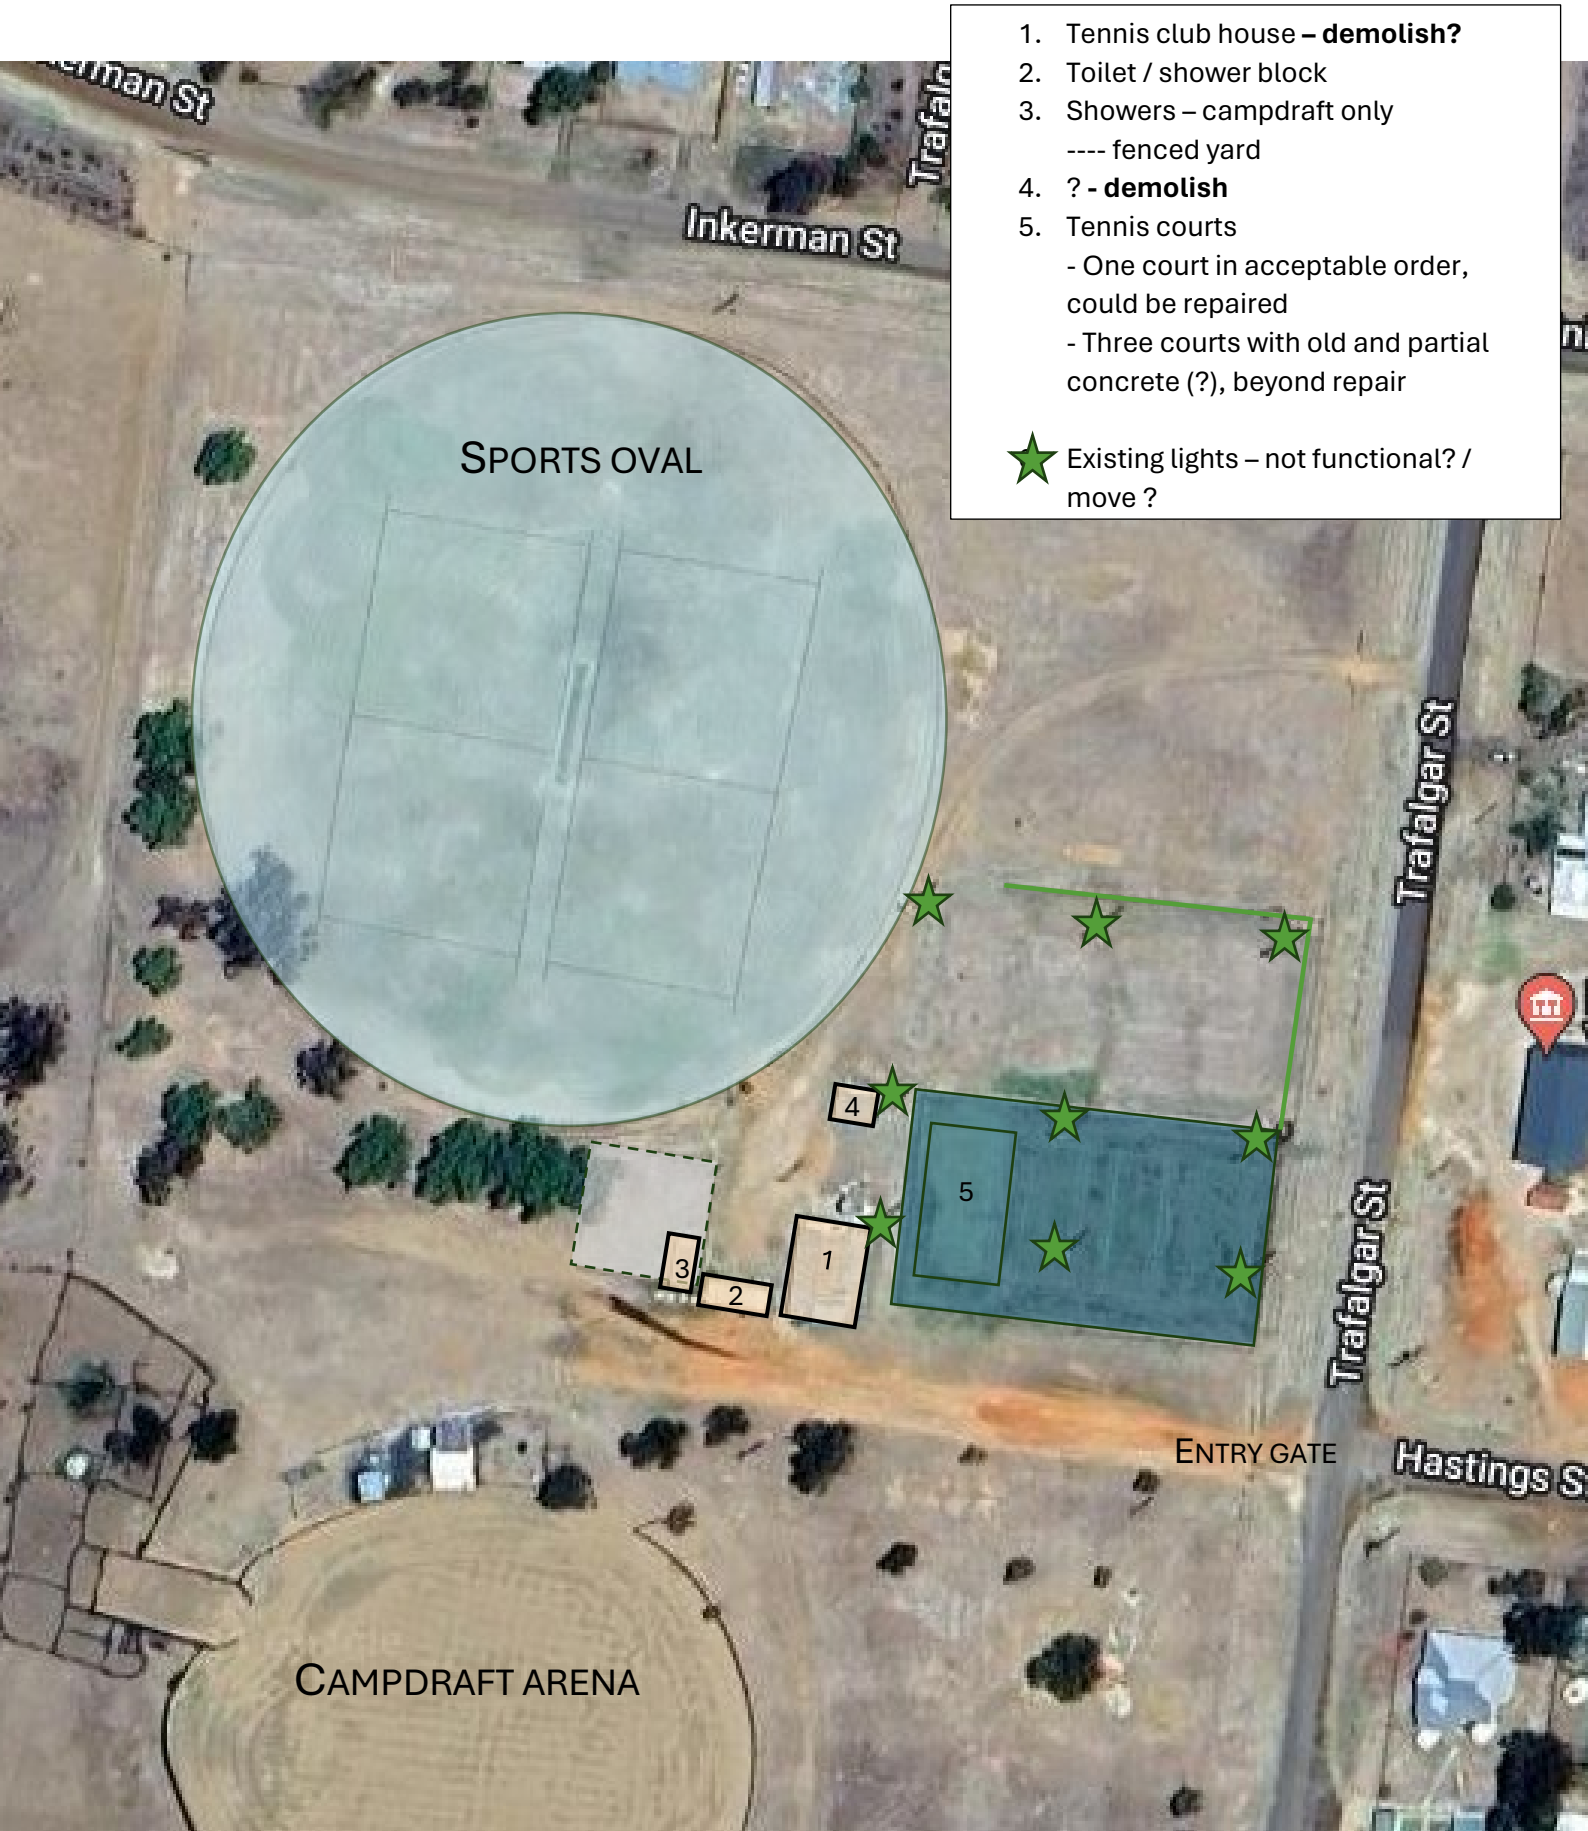 1. Tennis club house – demolish?
2. Toilet / shower block
3. Showers – campdraft only
---- fenced yard
4. ? - demolish
5. Tennis courts
- One court in acceptable order,
could be repaired
- Three courts with old and partial
concrete (?), beyond repair
Existing lights – not functional? /
move ?
erman St
Trafalg
Inkerman St
SPORTS OVAL
Trafalgar St
4
5
1
3
2
Trafalgar St
ENTRY GATE
Hastings S
CAMPDRAFT ARENA